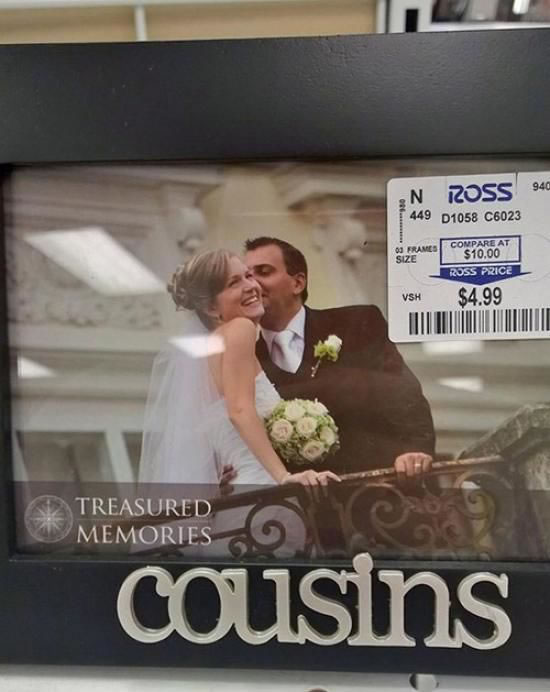 N ROSS 940
449 D1058 C6023
03 FRAMES
SIZE
COMPARE AT
$10.00
ROSS PRICE
VSH $4.99
TREASURED
MEMORIES
cousins